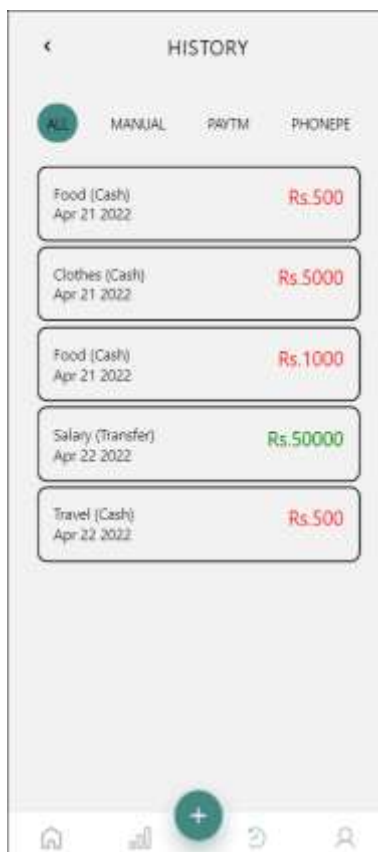 HISTORY
ALL MANUAL PAYTM PHONEPE
Food (Cash) Rs.500
Apr 21 2022
Clothes (Cash) Rs.5000
Apr 21 2022
Food (Cash) Rs.1000
Apr 21 2022
Salary (Transfer) Rs.50000
Apr 22 2022
Travel (Cash) Rs.500
Apr 22 2022